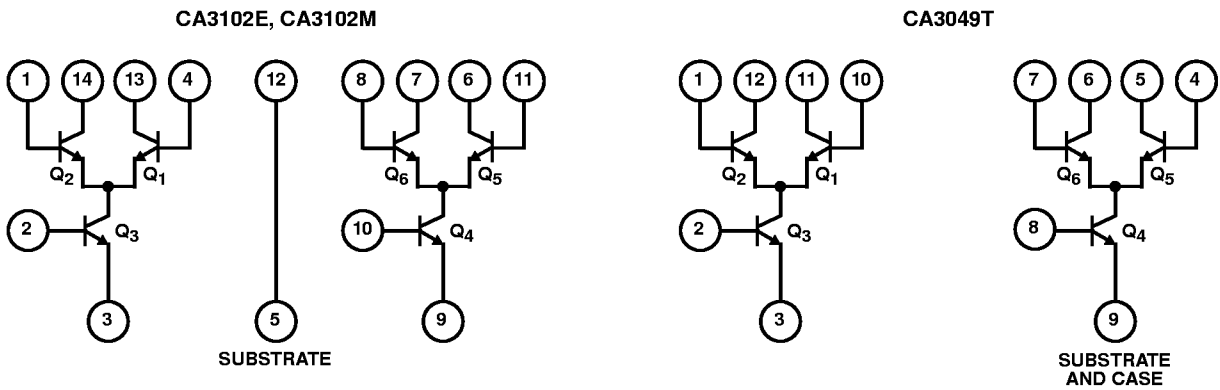 CA3102E, CA3102M
CA3049T
1 14 13 4 12 8 7 6 11
1 12 11 10 7 6 5 4
Q2 Q1 Q6 Q5
Q2 Q1 Q6 Q5
2 Q3 10 Q4
2 Q3 8 Q4
3 5 9
3 9
SUBSTRATE
SUBSTRATE
AND CASE